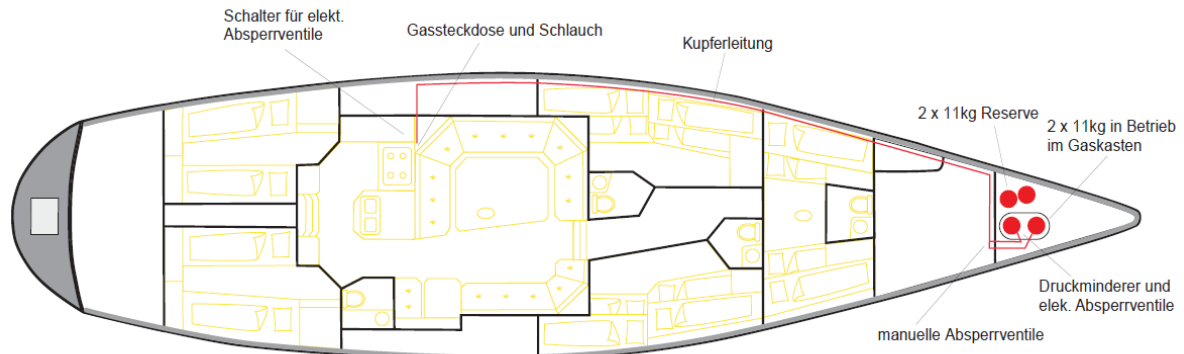 Schalter für elekt.
Absperrventile
Gassteckdose und Schlauch
Kupferleitung
2 x 11kg Reserve
2 x 11kg in Betrieb
im Gaskasten
Druckminderer und
elek. Absperrventile
manuelle Absperrventile